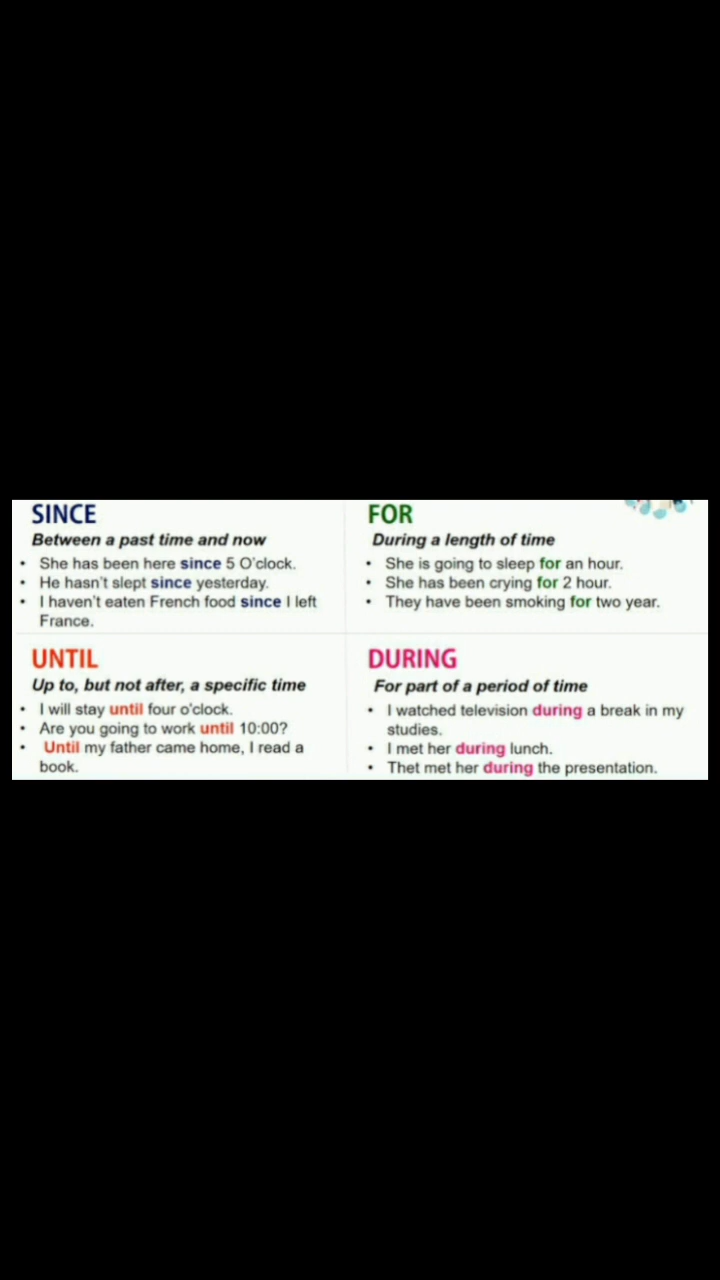 SINCE
Between a past time and now
• She has been here since 5 O'clock.
• He hasn't slept since yesterday.
• I haven't eaten French food since I left
France.
FOR
During a length of time
• She is going to sleep for an hour.
• She has been crying for 2 hour.
• They have been smoking for two year.
UNTIL
Up to, but not after, a specific time
• I will stay until four o'clock.
• Are you going to work until 10:00?
• Until my father came home, I read a
book.
DURING
For part of a period of time
• I watched television during a break in my
studies.
• I met her during lunch.
• Thet met her during the presentation.